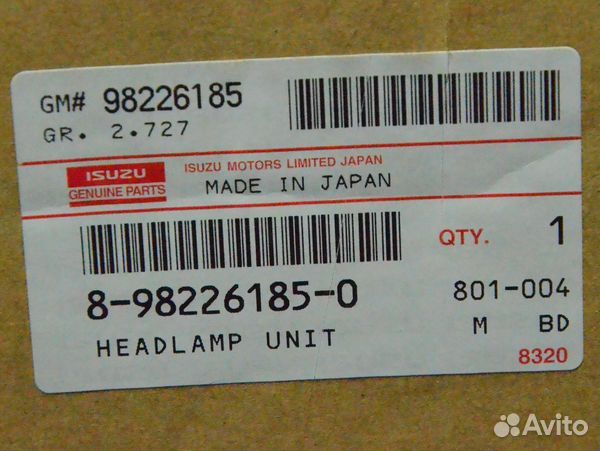 GM# 98226185
GR. 2.727
ISUZU
GENUINE PARTS
ISUZU MOTORS LIMITED JAPAN
MADE IN JAPAN
QTY. 1
8-98226185-0
801-004
HEADLAMP UNIT
M BD
8320
Avito